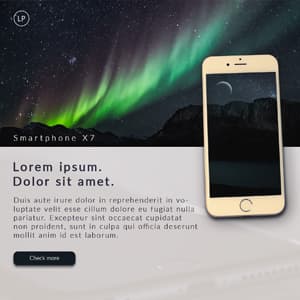 LP
Smartphone X7
Lorem ipsum.
Dolor sit amet.
Duis aute irure dolor in reprehenderit in vo-
luptate velit esse cillum dolore eu fugiat nulla
pariatur. Excepteur sint occaecat cupidatat
non proident, sunt in culpa qui officia deserunt
mollit anim id est laborum.
Check more